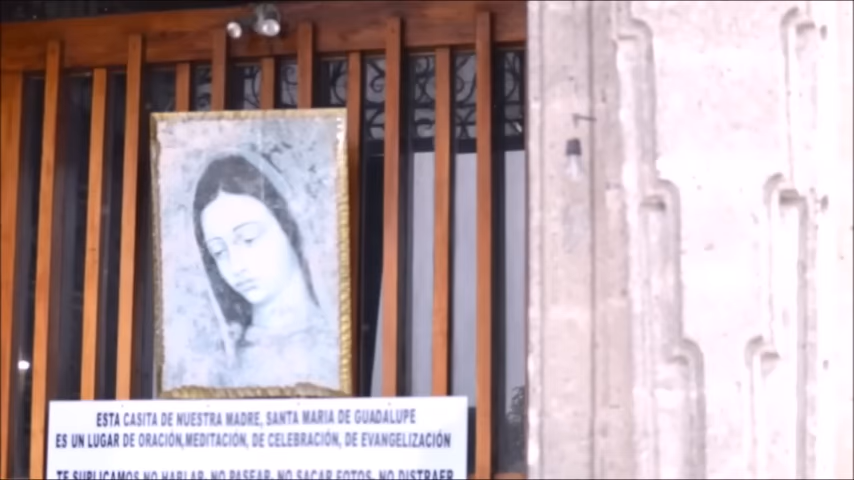 ESTA CASITA DE NUESTRA MADRE, SANTA MARIA DE GUADALUPE
ES UN LUGAR DE ORACIÓN,MEDITACIÓN, DE CELEBRACIÓN, DE EVANGELIZACIÓN
TE SUPLICAMOS NO HABLAR- NO PASEAR- NO SACAR FOTOS- NO DISTRAER